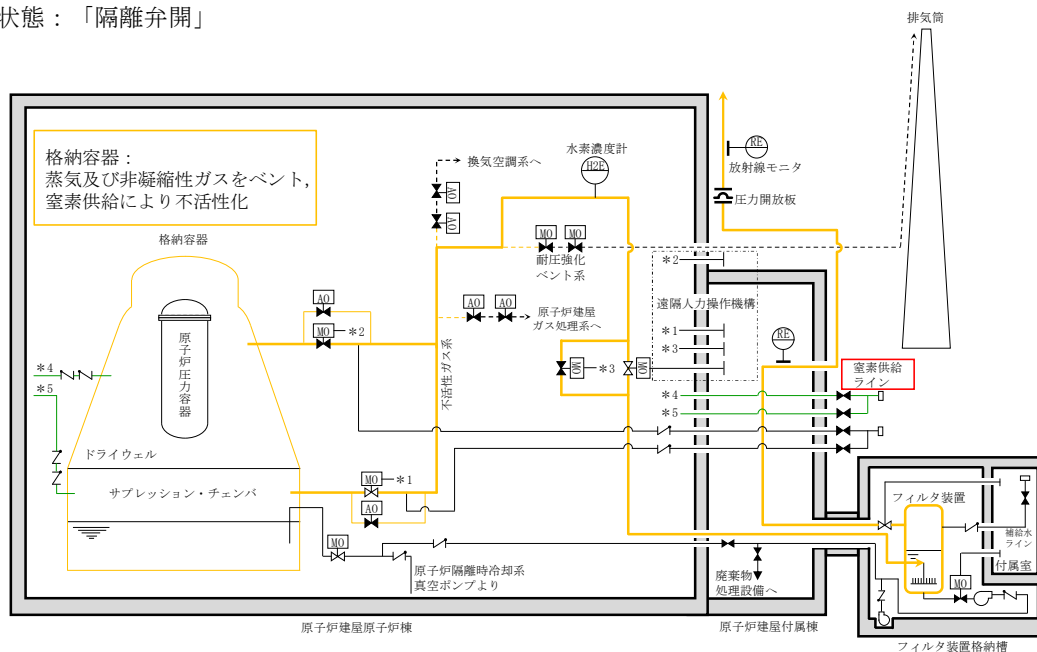 状態：「隔離弁開」
排気筒
格納容器：
蒸気及び非凝縮性ガスをベント，
窒素供給により不活性化
換気空調系へ
水素濃度計
H2E
RE
放射線モニタ
圧力開放板
AO
AO
格納容器
MO
MO
耐圧強化
ベント系
＊2
遠隔人力操作機構
AO
AO
AO
原子炉建屋
ガス処理系へ
MO
＊2
＊1
＊3
RE
原子炉圧力容器
不活性ガス系
MO
＊3
MO
窒素供給
ライン
＊4
＊5
＊4
＊5
ドライウェル
サプレッション・チェンバ
MO
＊1
AO
フィルタ装置
補給水
ライン
付属室
MO
原子炉隔離時冷却系
真空ポンプより
廃棄物
処理設備へ
MO
原子炉建屋原子炉棟
原子炉建屋付属棟
フィルタ装置格納槽